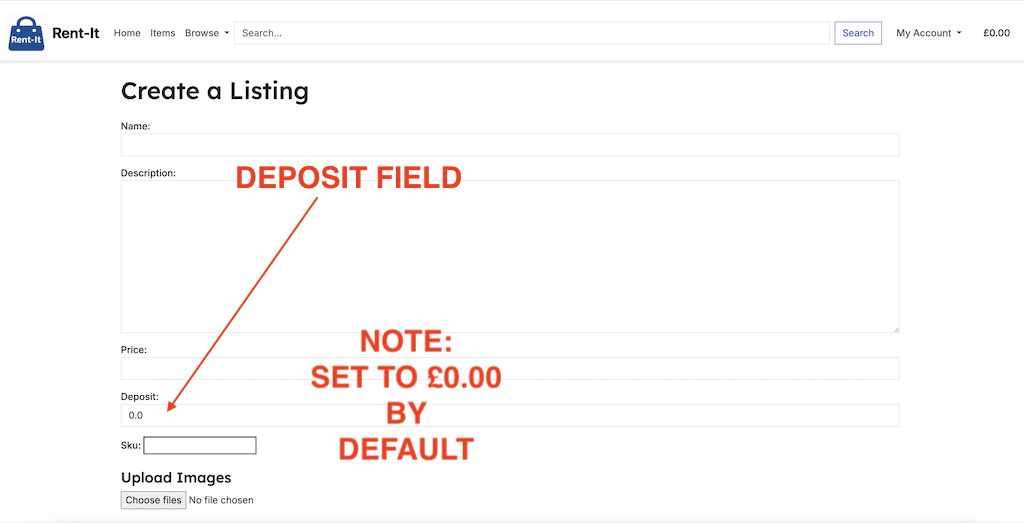 Rent-It
Rent-It Home Items Browse Search... Search My Account £0.00
Create a Listing
Name:
Description:
DEPOSIT FIELD
Price:
NOTE:
SET TO £0.00
BY
DEFAULT
Deposit:
0.0
Sku:
Upload Images
Choose files No file chosen